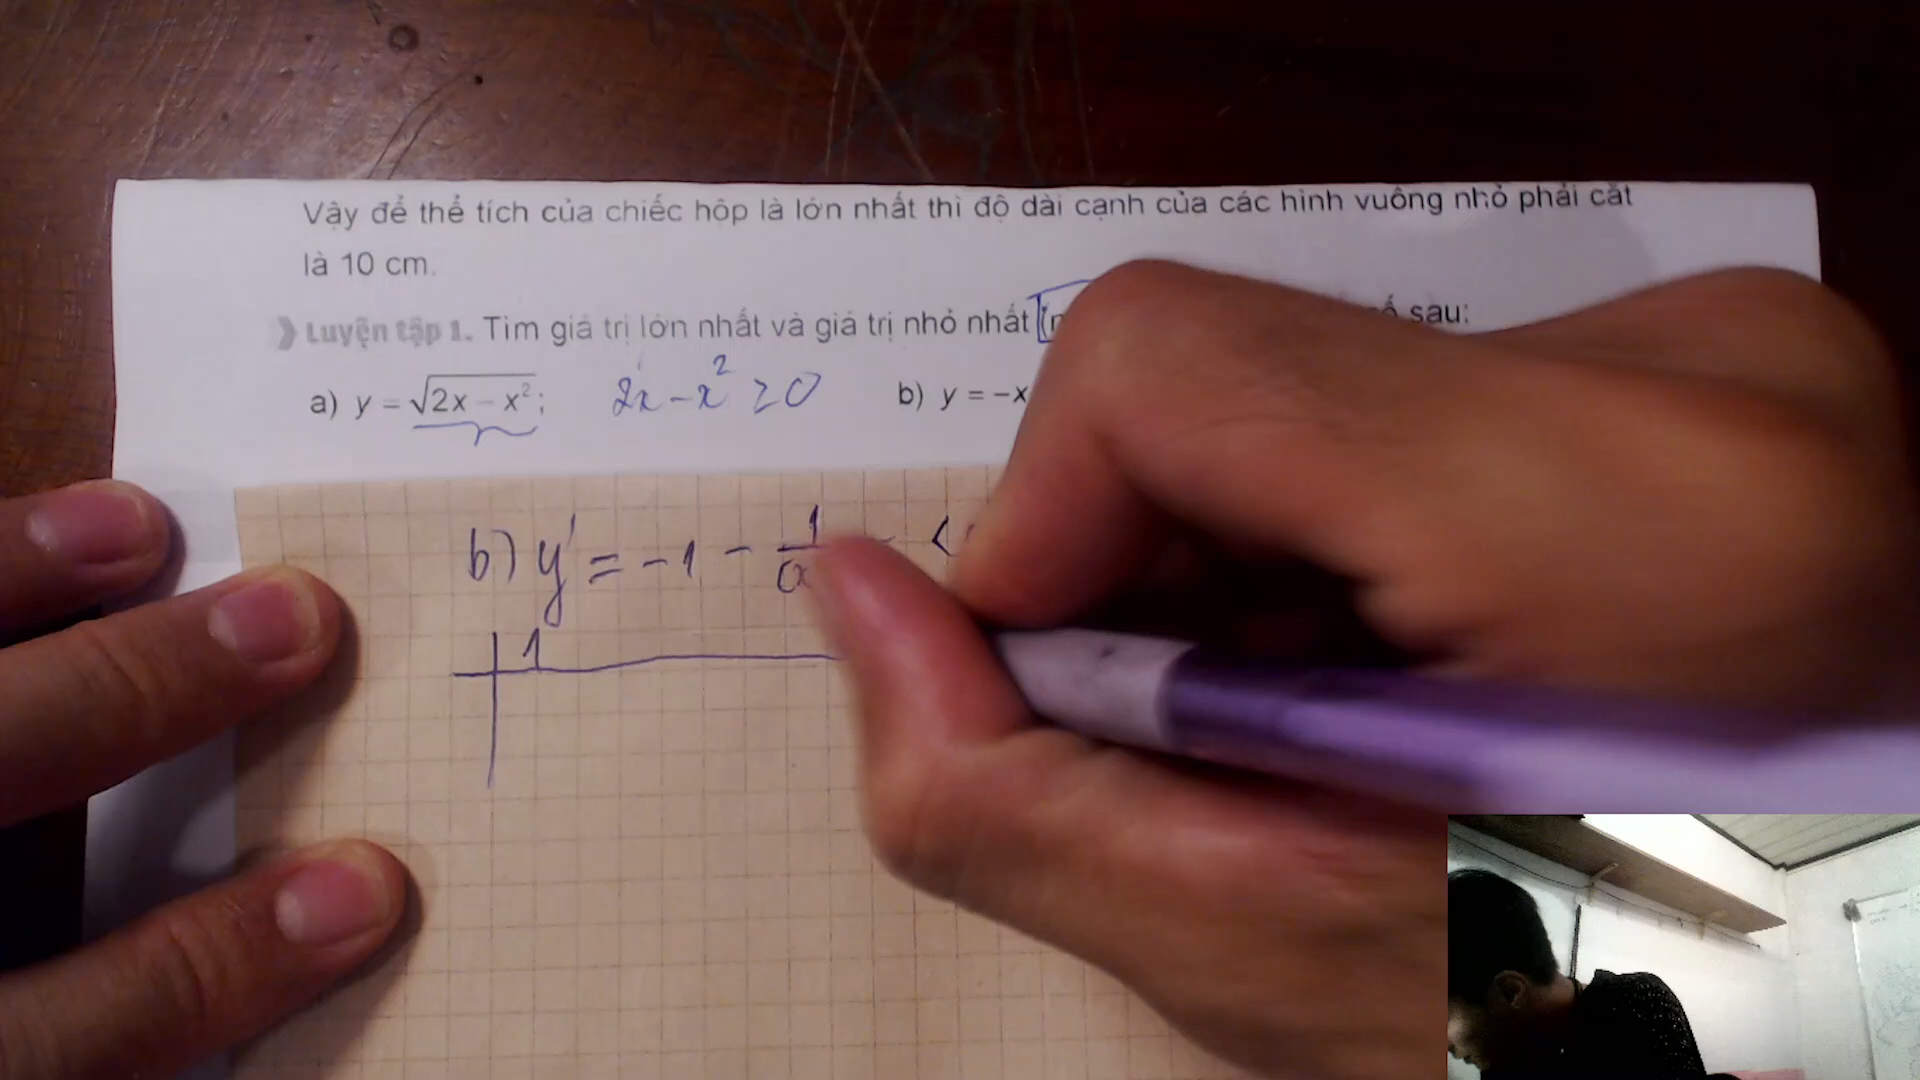 Vậy để thể tích của chiếc hộp là lớn nhất thì độ dài cạnh của các hình vuông nhỏ phải cắt
là 10 cm.
Luyện tập 1. Tìm giá trị lớn nhất và giá trị nhỏ nhất sau:
a) y = √(2x − x²); 2x − x² ≥ 0 b) y = −x
b) y' = −1 − 1/(x <
1